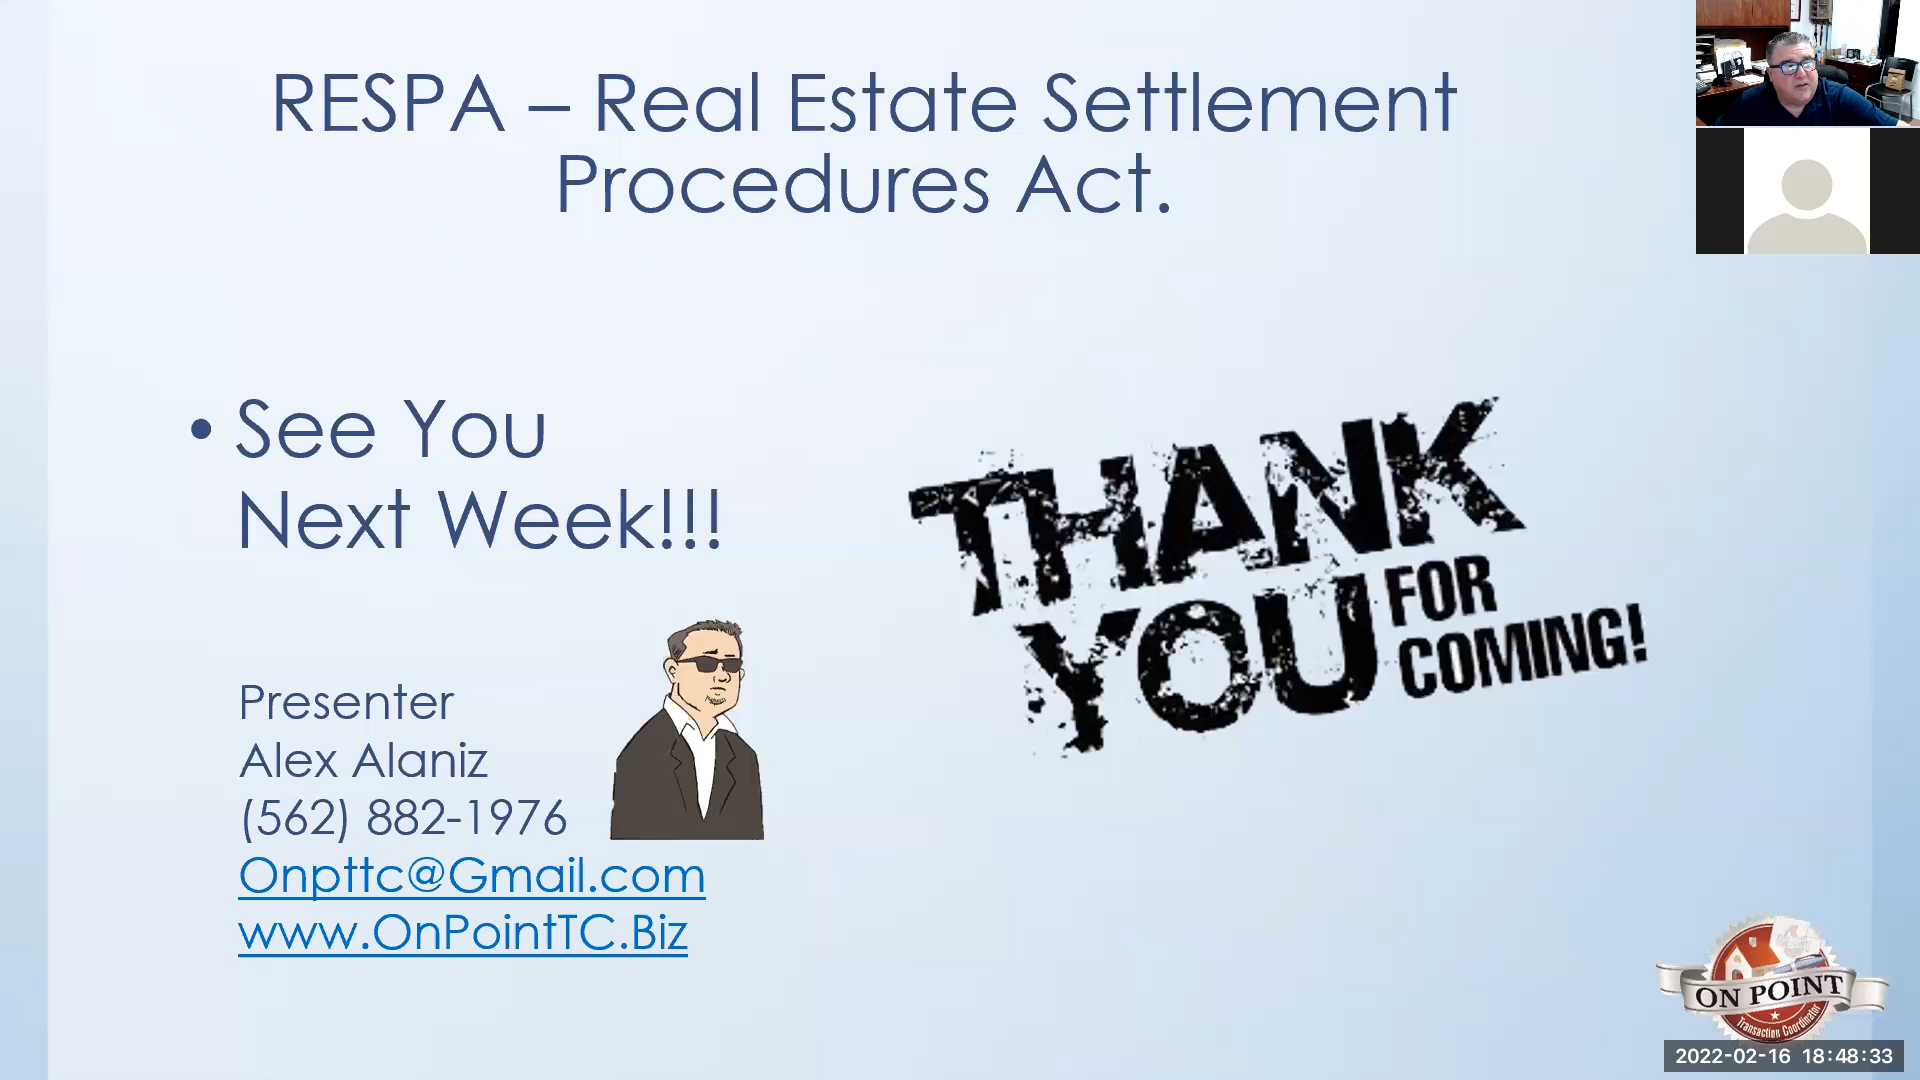 RESPA – Real Estate Settlement
Procedures Act.
• See You
Next Week!!!
THANK
YOU FOR
COMING!
Presenter
Alex Alaniz
(562) 882-1976
Onpttc@Gmail.com
www.OnPointTC.Biz
ON POINT
Transaction Coordinator
2022-02-16 18:48:33